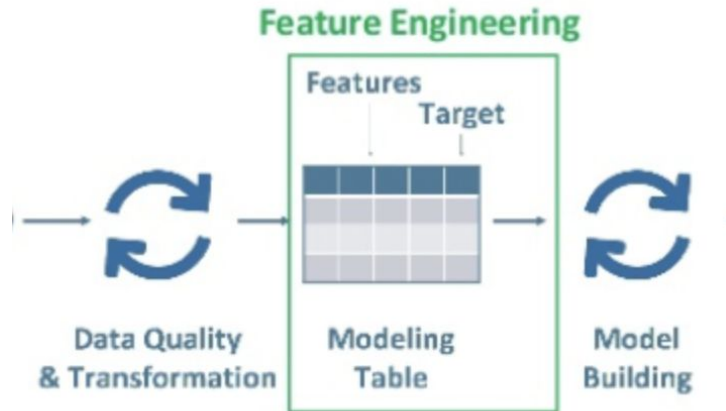 Feature Engineering
Features
Target
Data Quality
& Transformation
Modeling
Table
Model
Building